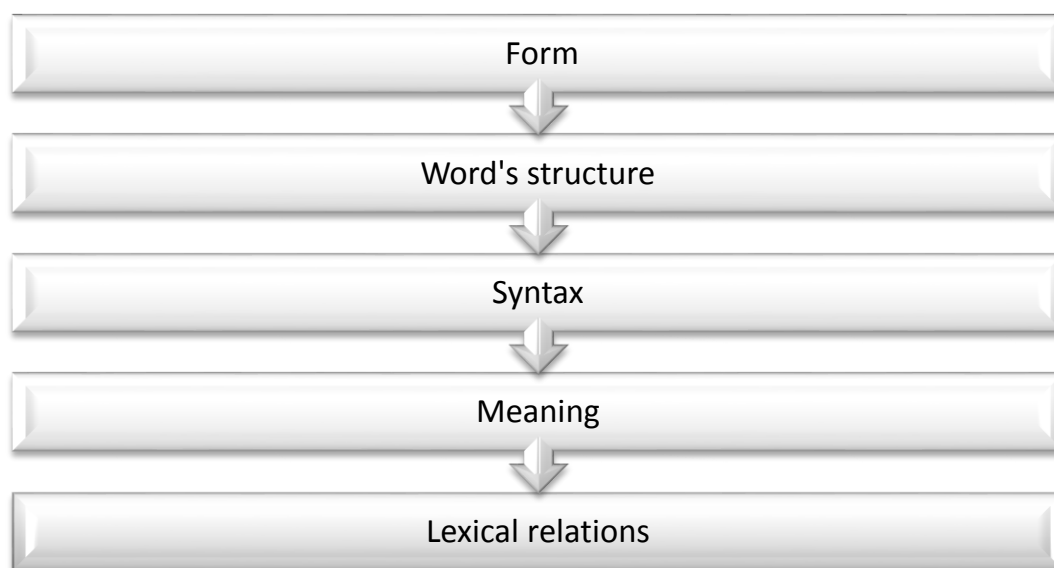 Form
Word's structure
Syntax
Meaning
Lexical relations